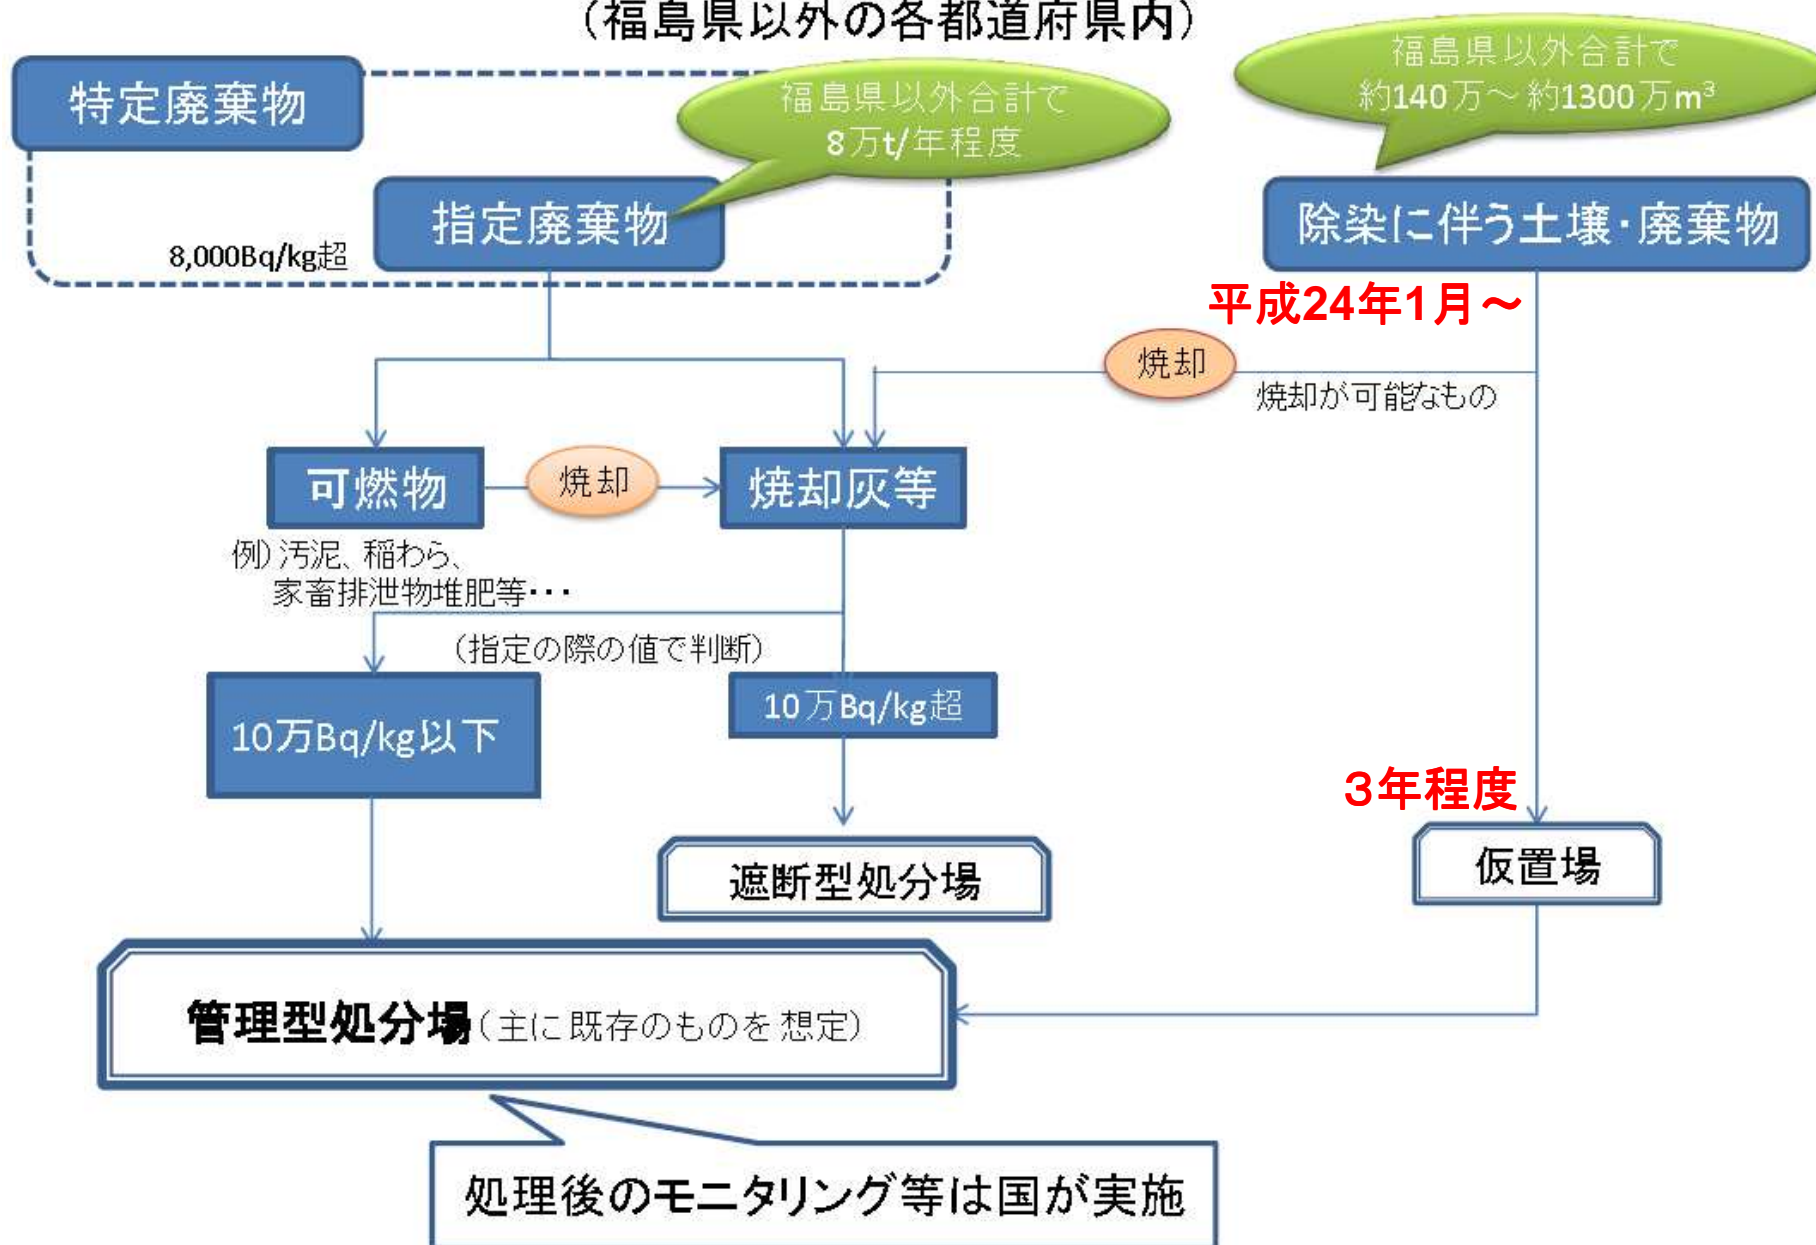 （福島県以外の各都道府県内）
特定廃棄物
福島県以外合計で
8万t/年程度
福島県以外合計で
約140万～約1300万m³
指定廃棄物
8,000Bq/kg超
除染に伴う土壌・廃棄物
平成24年1月～
焼却
焼却が可能なもの
可燃物
焼却
焼却灰等
例）汚泥、稲わら、
家畜排泄物堆肥等・・・
（指定の際の値で判断）
10万Bq/kg以下
10万Bq/kg超
3年程度
遮断型処分場
仮置場
管理型処分場（主に既存のものを想定）
処理後のモニタリング等は国が実施